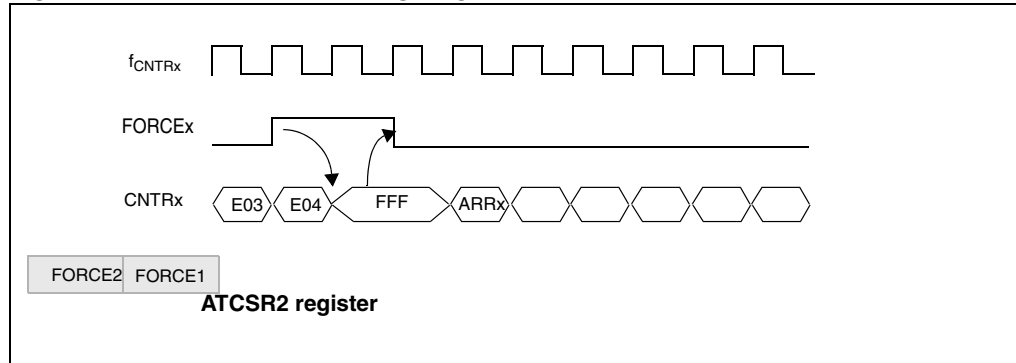 fCNTRx
FORCEx
CNTRx E03 E04 FFF ARRx
FORCE2 FORCE1
ATCSR2 register